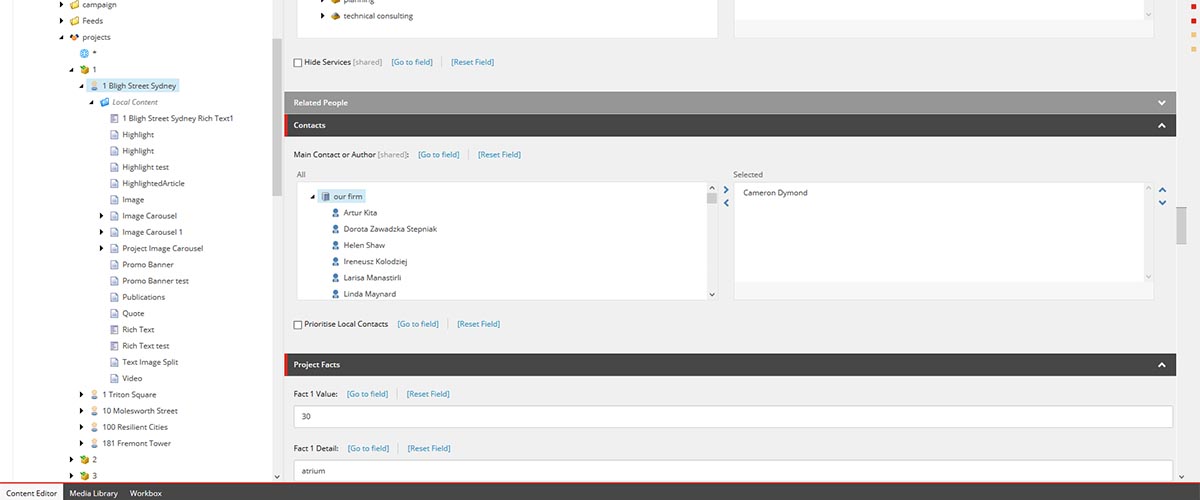 campaign
Feeds
projects
*
1
1 Bligh Street Sydney
Local Content
1 Bligh Street Sydney Rich Text1
Highlight
Highlight
Highlight test
HighlightedArticle
Image
Image Carousel
Image Carousel 1
Project Image Carousel
Promo Banner
Promo Banner test
Publications
Quote
Rich Text
Rich Text test
Text Image Split
Video
1 Triton Square
10 Molesworth Street
100 Resilient Cities
181 Fremont Tower
2
3
planning
technical consulting
Hide Services [shared] [Go to field] [Reset Field]
Related People
Contacts
Main Contact or Author [shared]: [Go to field] [Reset Field]
All
our firm
Artur Kita
Dorota Zawadzka Stepniak
Helen Shaw
Ireneusz Kolodziej
Larisa Manastirli
Linda Maynard
Selected
Cameron Dymond
Prioritise Local Contacts [Go to field] [Reset Field]
Project Facts
Fact 1 Value: [Go to field] [Reset Field]
30
Fact 1 Detail: [Go to field] [Reset Field]
atrium
Content Editor Media Library Workbox